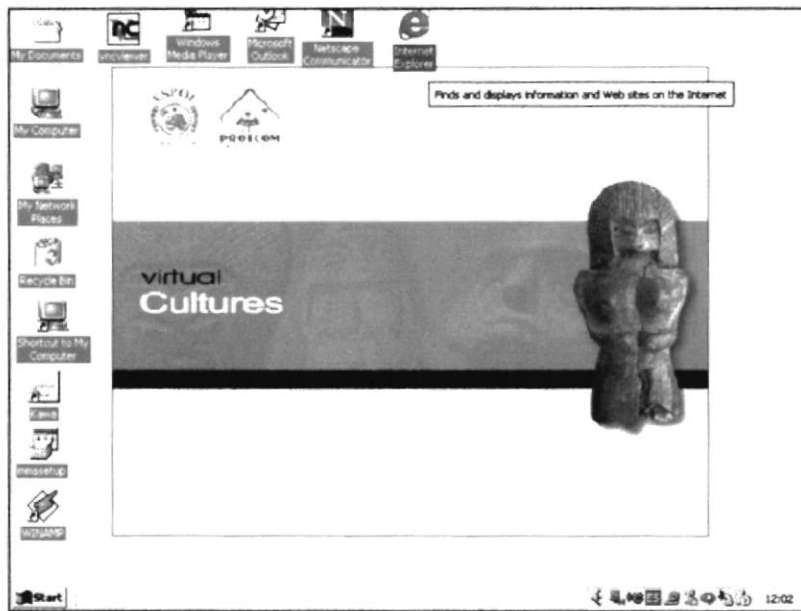 My Documents
vncviewer
Windows
Media Player
Microsoft
Outlook
Netscape
Communicator
Internet
Explorer
Finds and displays information and Web sites on the Internet
My Computer
ESPOL
PROTCOM
My Network
Places
Recycle Bin
virtual
Cultures
Shortcut to My
Computer
Kawa
mmssetup
WINAMP
Start
12:02